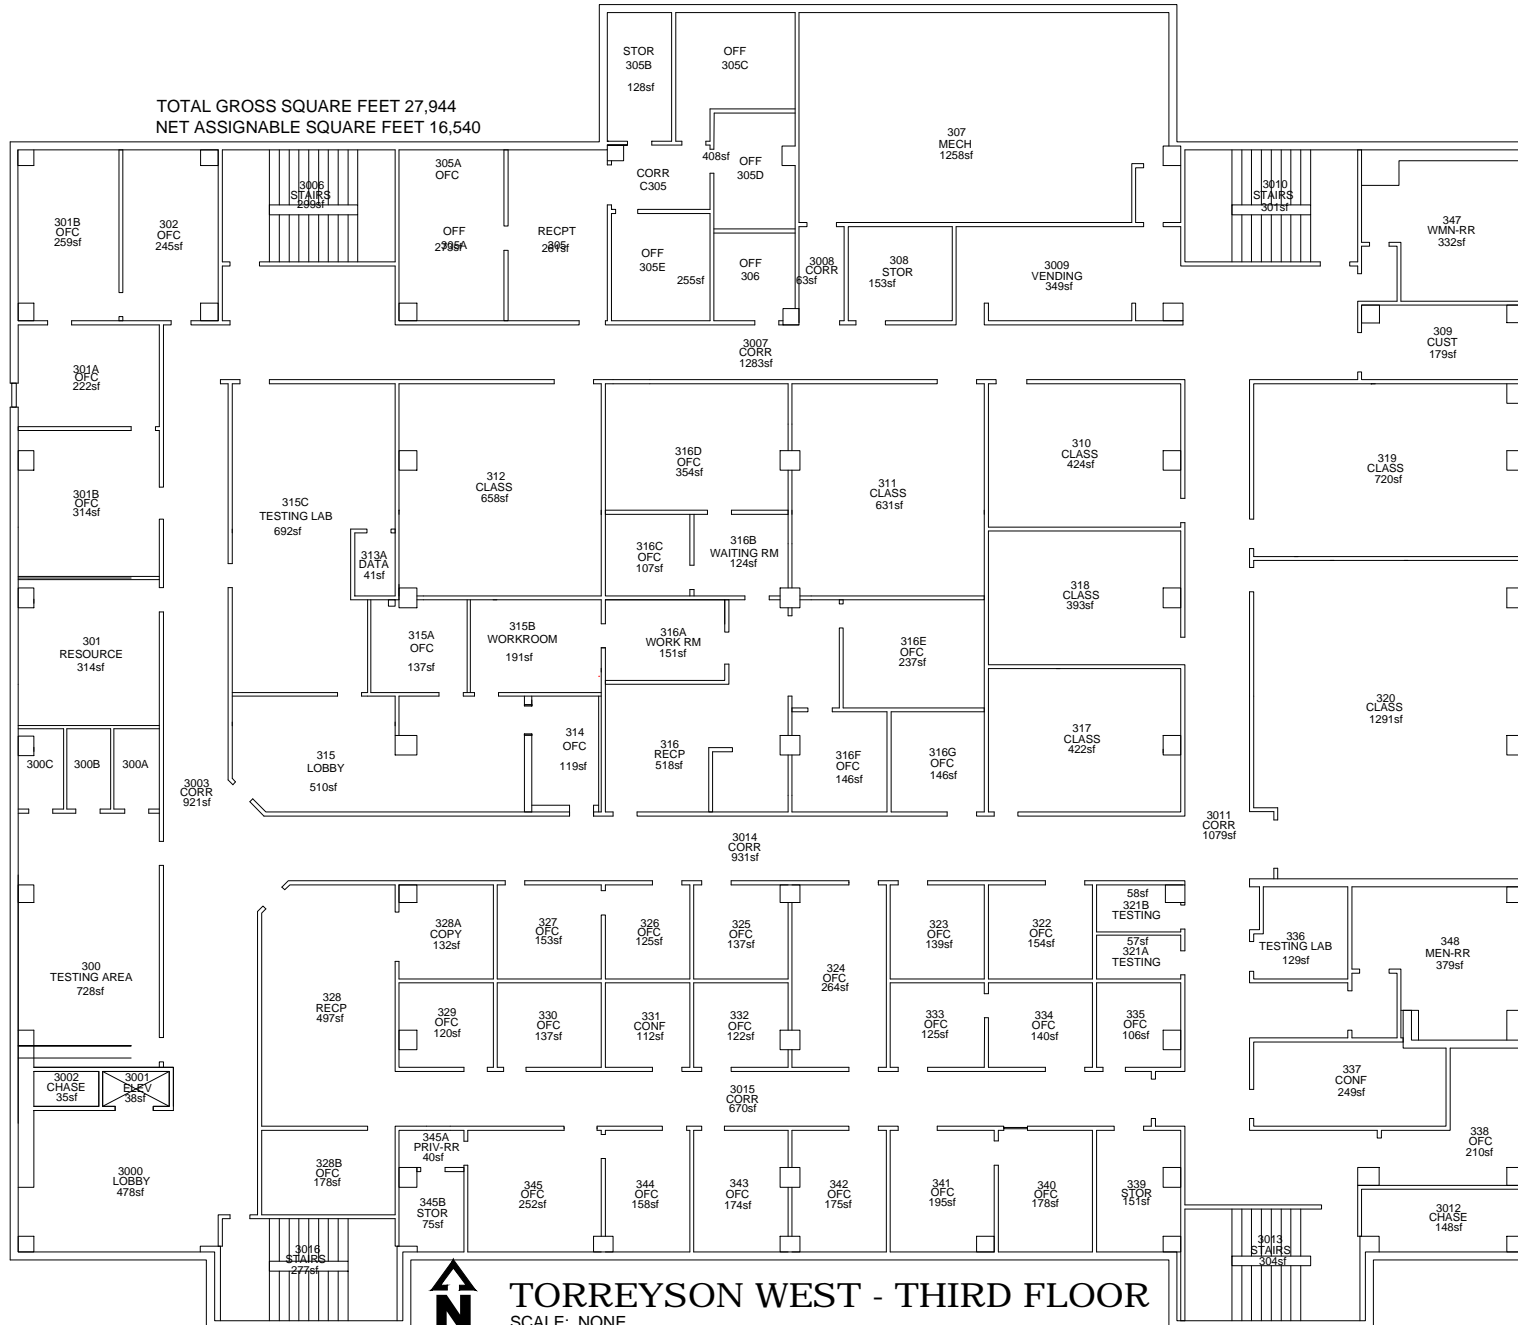 TOTAL GROSS SQUARE FEET 27,944
NET ASSIGNABLE SQUARE FEET 16,540
STOR
305B
128sf
OFF
305C
408sf
OFF
305D
CORR
C305
307
MECH
1258sf
301B
OFC
259sf
302
OFC
245sf
3006
STAIRS
299sf
305A
OFC
OFF
305A
273sf
RECPT
305
261sf
OFF
305E
255sf
OFF
306
3008
CORR
63sf
308
STOR
153sf
3009
VENDING
349sf
3010
STAIRS
301sf
347
WMN-RR
332sf
309
CUST
179sf
3007
CORR
1283sf
301A
OFC
222sf
301B
OFC
314sf
315C
TESTING LAB
692sf
313A
DATA
41sf
312
CLASS
658sf
316D
OFC
354sf
316C
OFC
107sf
316B
WAITING RM
124sf
311
CLASS
631sf
310
CLASS
424sf
319
CLASS
720sf
318
CLASS
393sf
301
RESOURCE
314sf
315A
OFC
137sf
315B
WORKROOM
191sf
316A
WORK RM
151sf
316E
OFC
237sf
317
CLASS
422sf
320
CLASS
1291sf
300C
300B
300A
3003
CORR
921sf
315
LOBBY
510sf
314
OFC
119sf
316
RECP
518sf
316F
OFC
146sf
316G
OFC
146sf
3014
CORR
931sf
3011
CORR
1079sf
300
TESTING AREA
728sf
328
RECP
497sf
328A
COPY
132sf
327
OFC
153sf
326
OFC
125sf
325
OFC
137sf
324
OFC
264sf
323
OFC
139sf
322
OFC
154sf
58sf
321B
TESTING
57sf
321A
TESTING
336
TESTING LAB
129sf
348
MEN-RR
379sf
329
OFC
120sf
330
OFC
137sf
331
CONF
112sf
332
OFC
122sf
333
OFC
125sf
334
OFC
140sf
335
OFC
106sf
3002
CHASE
35sf
3001
ELEV
38sf
3015
CORR
670sf
337
CONF
249sf
338
OFC
210sf
3000
LOBBY
478sf
328B
OFC
178sf
345A
PRIV-RR
40sf
345B
STOR
75sf
345
OFC
252sf
344
OFC
158sf
343
OFC
174sf
342
OFC
175sf
341
OFC
195sf
340
OFC
178sf
339
STOR
151sf
3012
CHASE
148sf
3016
STAIRS
277sf
3013
STAIRS
304sf
N
TORREYSON WEST - THIRD FLOOR
SCALE: NONE